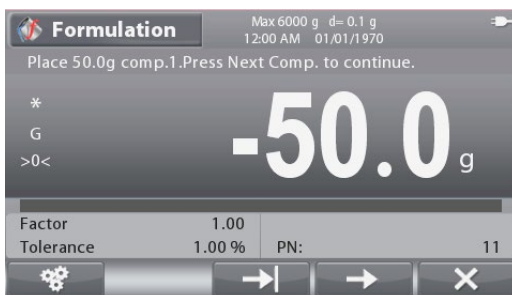 Formulation
Max 6000 g d= 0.1 g
12:00 AM 01/01/1970
Place 50.0g comp.1.Press Next Comp. to continue.
*
G
>0<
-50.0 g
Factor 1.00
Tolerance 1.00 % PN: 11